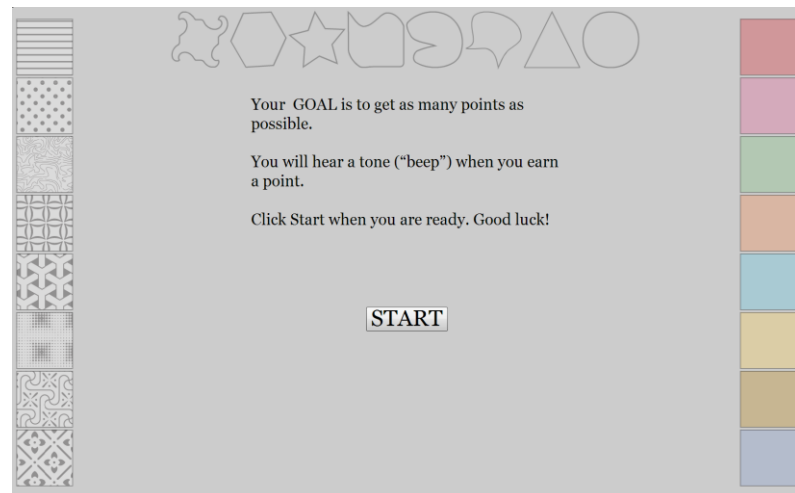 Your GOAL is to get as many points as
possible.
You will hear a tone (“beep”) when you earn
a point.
Click Start when you are ready. Good luck!
START